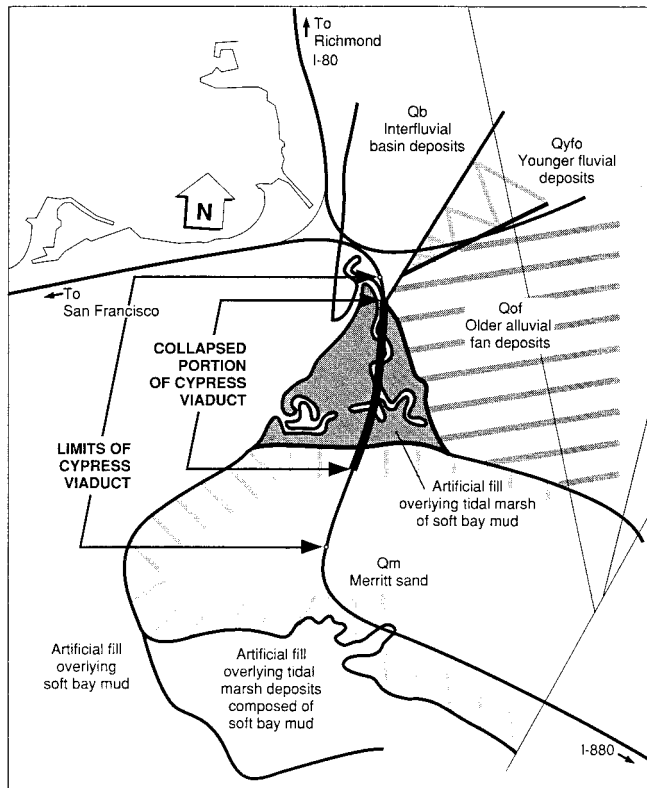 To
Richmond
I-80
Qb
Interfluvial
basin deposits
Qyfo
Younger fluvial
deposits
N
To
San Francisco
Qof
Older alluvial
fan deposits
COLLAPSED
PORTION
OF CYPRESS
VIADUCT
LIMITS OF
CYPRESS
VIADUCT
Artificial fill
overlying tidal marsh
of soft bay mud
Qm
Merritt sand
Artificial fill
overlying
soft bay mud
Artificial fill
overlying tidal
marsh deposits
composed of
soft bay mud
I-880